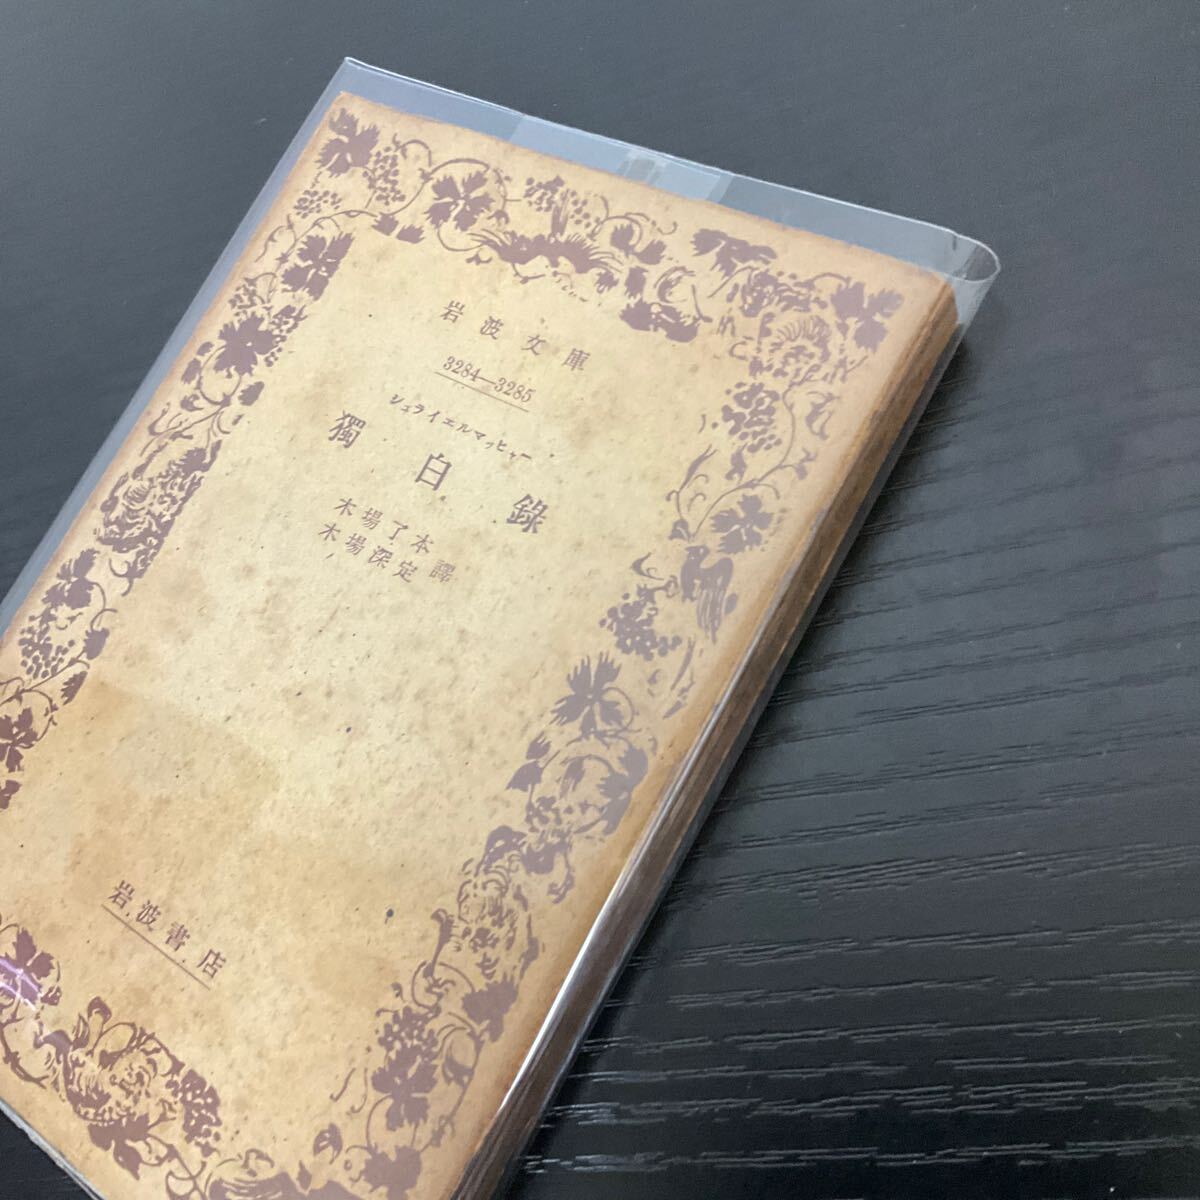 岩波文庫
3284—3285
シュライエルマッヒャー
獨白錄
木場了本
木場深定 譯
岩波書店